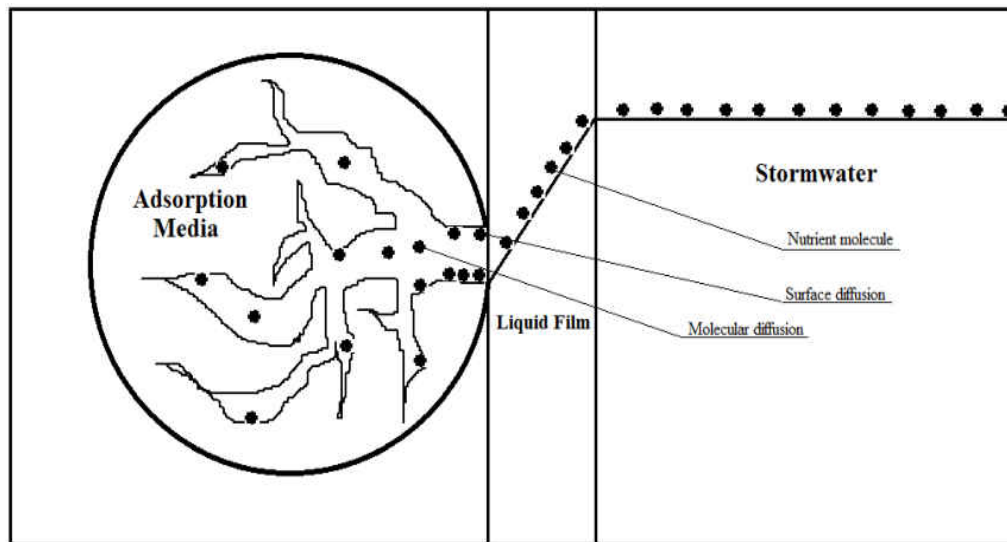 Adsorption
Media
Stormwater
Nutrient molecule
Surface diffusion
Liquid Film
Molecular diffusion